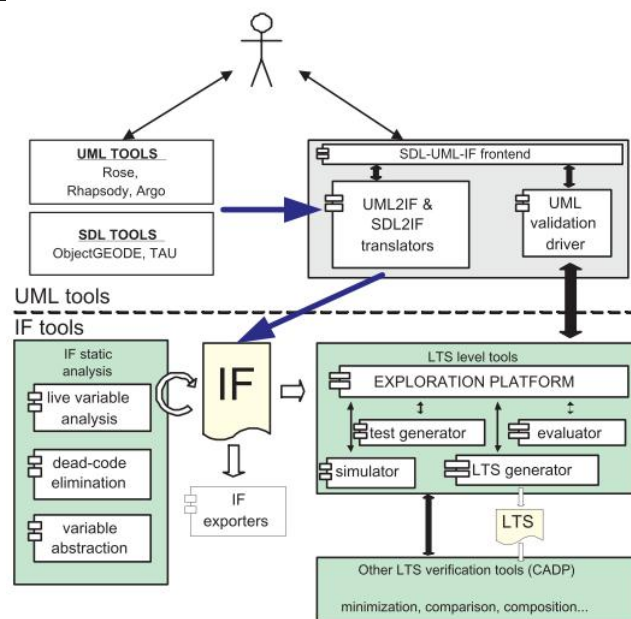 UML TOOLS
Rose,
Rhapsody, Argo
SDL TOOLS
ObjectGEODE, TAU
SDL-UML-IF frontend
UML2IF &
SDL2IF
translators
UML
validation
driver
UML tools
IF tools
IF static
analysis
live variable
analysis
dead-code
elimination
variable
abstraction
IF
IF
exporters
LTS level tools
EXPLORATION PLATFORM
test generator
evaluator
simulator
LTS generator
LTS
Other LTS verification tools (CADP)
minimization, comparison, composition...